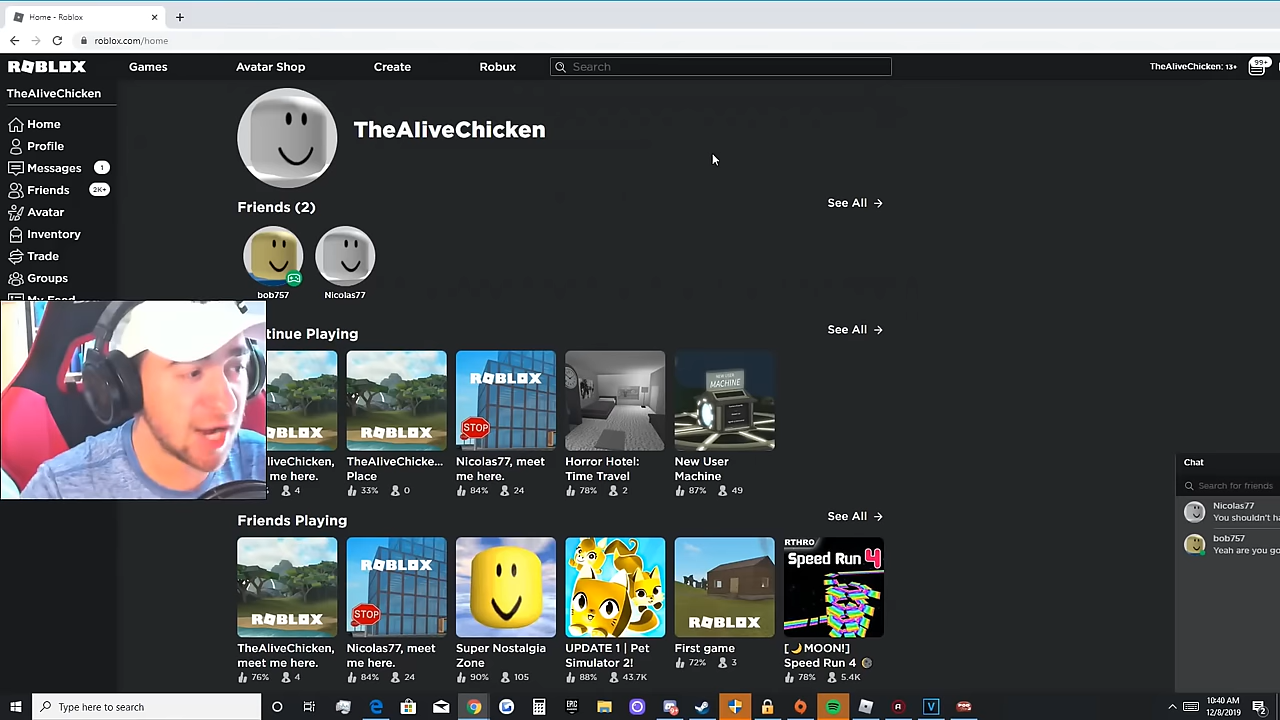 Home - Roblox
roblox.com/home
ROBLOX
Games
Avatar Shop
Create
Robux
Search
TheAliveChicken: 13+
99+
TheAliveChicken
Home
Profile
Messages
1
Friends
2K+
Avatar
Inventory
Trade
Groups
My Feed
TheAliveChicken
Friends (2)
See All
bob757
Nicolas77
tinue Playing
See All
BLOX
ROBLOX
ROBLOX
STOP
NEW USER
MACHINE
liveChicken,
me here.
4
TheAliveChicke...
Place
33% 0
Nicolas77, meet
me here.
84% 24
Horror Hotel:
Time Travel
78% 2
New User
Machine
87% 49
Friends Playing
See All
ROBLOX
ROBLOX
STOP
ROBLOX
RTHRO
Speed Run 4
TheAliveChicken,
meet me here.
76% 4
Nicolas77, meet
me here.
84% 24
Super Nostalgia
Zone
90% 105
UPDATE 1 | Pet
Simulator 2!
88% 43.7K
First game
72% 3
[🌙MOON!]
Speed Run 4
78% 5.4K
Chat
Search for friends
Nicolas77
You shouldn't ha
bob757
Yeah are you go
Type here to search
10:40 AM
12/8/2019
2